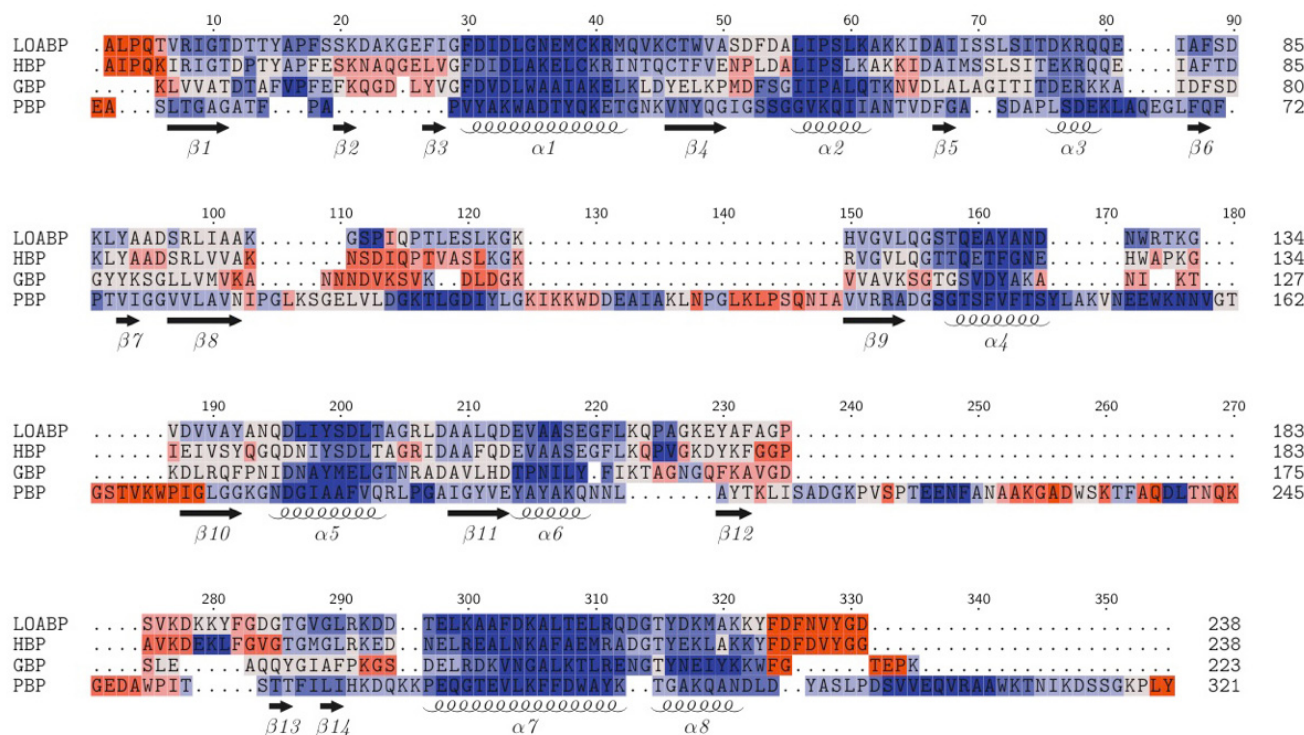 10 20 30 40 50 60 70 80 90
LOABP .ALPQTVRIGTDTTYAPFSSKDAKGEFIGFDIDLGNEMCKRMQVKCTWVASDFDALIPSLKAKKIDAIISSLSITDKRQQE....IAFSD 85
HBP .AIPQKIRIGTDPTYAPFESKNAQGELVGFDIDLAKELCKRINTQCTFVENPLDALIPSLKAKKIDAIMSSLSITEKRQQE....IAFTD 85
GBP .....KLVVATDTAFVPFEFKQGD.LYVGFDVDLWAAIAKELKLDYELKPMDFSGIIPALQTKNVDLALAGITITDERKKA....IDFSD 80
PBP EA....SLTGAGATF..PA.........PVYAKWADTYQKETGNKVNYQGIGSSGGVKQIIANTVDFGA..SDAPLSDEKLAQEGLFQF. 72
β1 β2 β3 α1 β4 α2 β5 α3 β6
100 110 120 130 140 150 160 170 180
LOABP KLYAADSRLIAAK.......GSPIQPTLESLKGK.........................HVGVLQGSTQEAYAND......NWRTKG... 134
HBP KLYAADSRLVVAK.......NSDIQPTVASLKGK.........................RVGVLQGTTQETFGNE......HWAPKG... 134
GBP GYYKSGLLVMVKA.....NNNDVKSVK..DLDGK.........................VVAVKSGTGSVDYAKA......NI..KT... 127
PBP PTVIGGVVLAVNIPGLKSGELVLDGKTLGDIYLGKIKKWDDEAIAKLNPGLKLPSQNIAVVRRADGSGTSFVFTSYLAKVNEEWKNNVGT 162
β7 β8 β9 α4
190 200 210 220 230 240 250 260 270
LOABP ......VDVVAYANQDLIYSDLTAGRLDAALQDEVAASEGFLKQPAGKEYAFAGP................................... 183
HBP ......IEIVSYQGQDNIYSDLTAGRIDAAFQDEVAASEGFLKQPVGKDYKFGGP................................... 183
GBP ......KDLRQFPNIDNAYMELGTNRADAVLHDTPNILY.FIKTAGNGQFKAVGD................................... 175
PBP GSTVKWPIGLGGKGNDGIAAFVQRLPGAIGYVEYAYAKQNNL.......AYTKLISADGKPVSPTEENFANAAKGADWSKTFAQDLTNQK 245
β10 α5 β11 α6 β12
280 290 300 310 320 330 340 350
LOABP ....SVKDKKYFGDGTGVGLRKDD..TELKAAFDKALTELRQDGTYDKMAKKYFDFNVYGD........................ 238
HBP ....AVKDEKLFGVGTGMGLRKED..NELREALNKAFAEMRADGTYEKLAKKYFDFDVYGG........................ 238
GBP ....SLE.....AQQYGIAFPKGS..DELRDKVNGALKTLRENGTYNEIYKKWFG......TEPK.................... 223
PBP GEDAWPIT.....STTFILIHKDQKKPEQGTEVLKFFDWAYK..TGAKQANDLD..YASLPDSVVEQVRAAWKTNIKDSSGKPLY 321
β13 β14 α7 α8